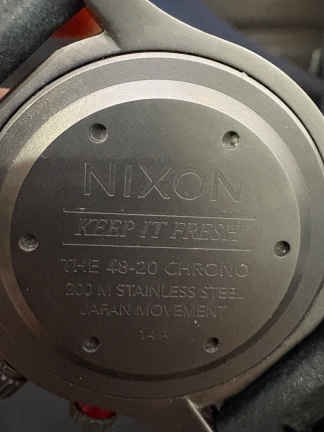 NIXON
KEEP IT FRESH
THE 48-20 CHRONO
200 M STAINLESS STEEL
JAPAN MOVEMENT